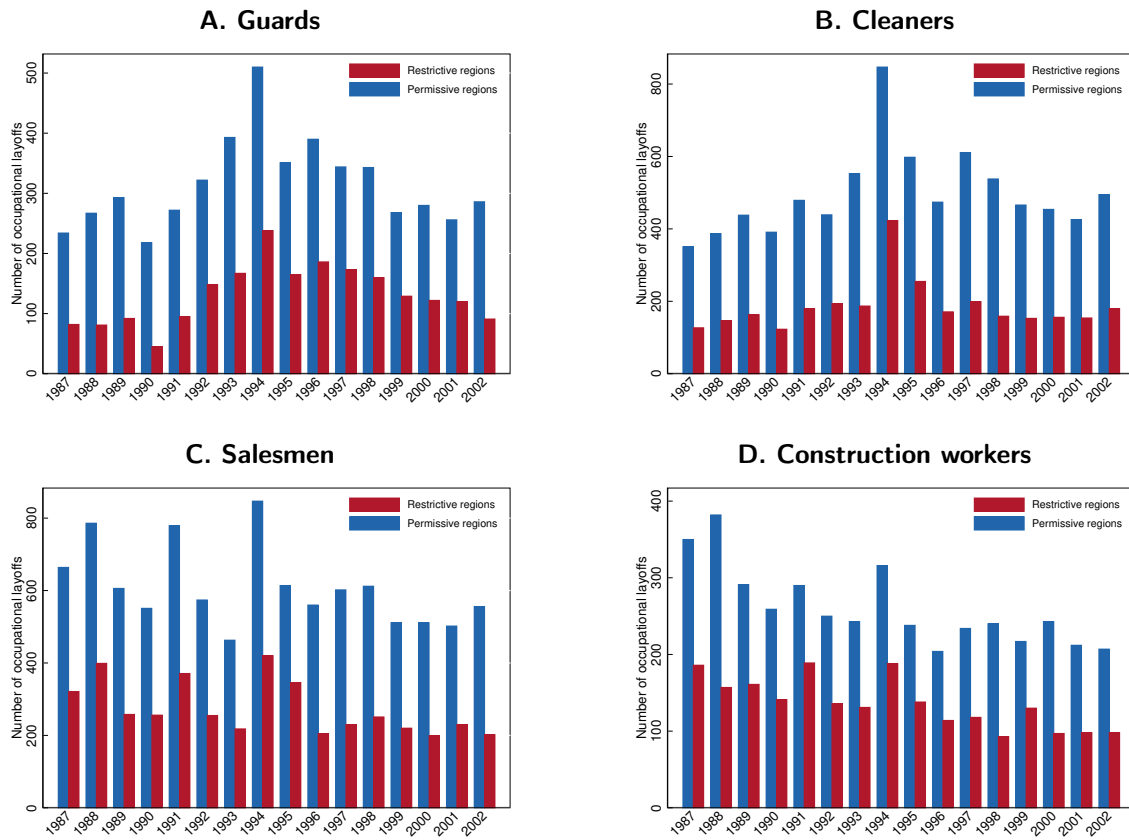 A. Guards
Number of occupational layoffs
500
400
300
200
100
0
Restrictive regions
Permissive regions
1987 1988 1989 1990 1991 1992 1993 1994 1995 1996 1997 1998 1999 2000 2001 2002
B. Cleaners
Number of occupational layoffs
800
600
400
200
0
Restrictive regions
Permissive regions
1987 1988 1989 1990 1991 1992 1993 1994 1995 1996 1997 1998 1999 2000 2001 2002
C. Salesmen
Number of occupational layoffs
800
600
400
200
0
Restrictive regions
Permissive regions
1987 1988 1989 1990 1991 1992 1993 1994 1995 1996 1997 1998 1999 2000 2001 2002
D. Construction workers
Number of occupational layoffs
400
300
200
100
0
Restrictive regions
Permissive regions
1987 1988 1989 1990 1991 1992 1993 1994 1995 1996 1997 1998 1999 2000 2001 2002